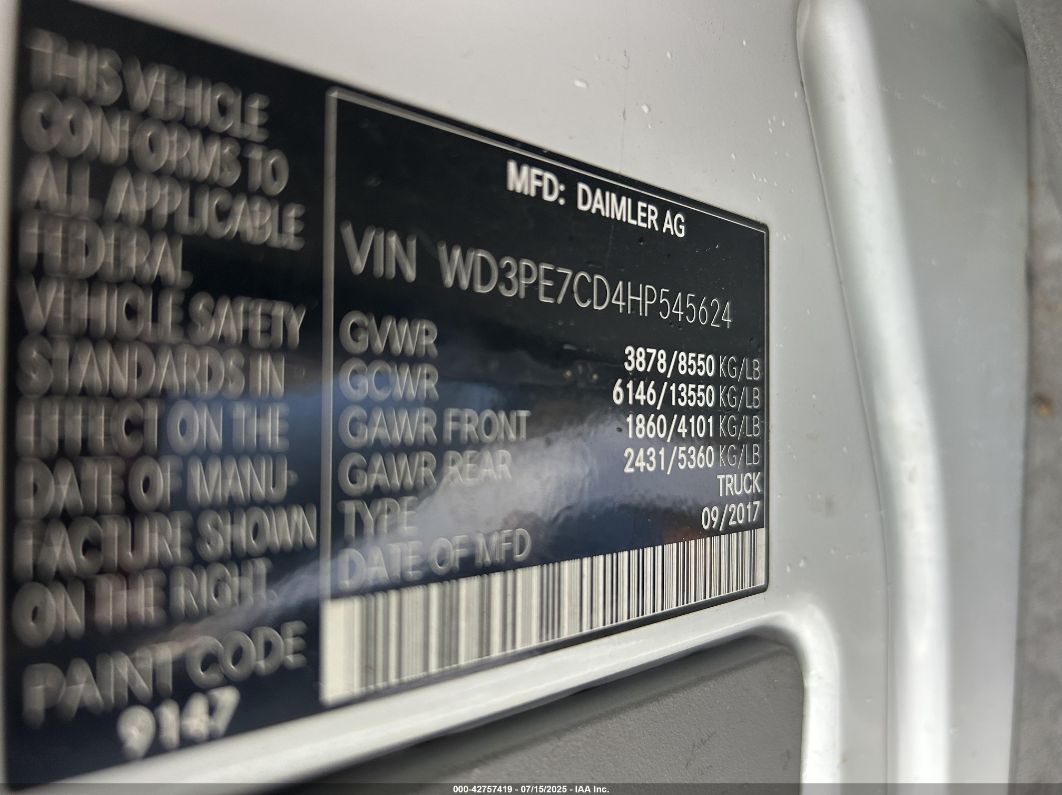 THIS VEHICLE
CONFORMS TO
ALL APPLICABLE
FEDERAL
VEHICLE SAFETY
STANDARDS IN
EFFECT ON THE
DATE OF MANU-
FACTURE SHOWN
ON THE RIGHT.
PAINT CODE
9147
MFD: DAIMLER AG
VIN WD3PE7CD4HP545624
GVWR 3878/8550 KG/LB
GCWR 6146/13550 KG/LB
GAWR FRONT 1860/4101 KG/LB
GAWR REAR 2431/5360 KG/LB
TYPE TRUCK
DATE OF MFD 09/2017
000-42757419 - 07/15/2025 - IAA Inc.